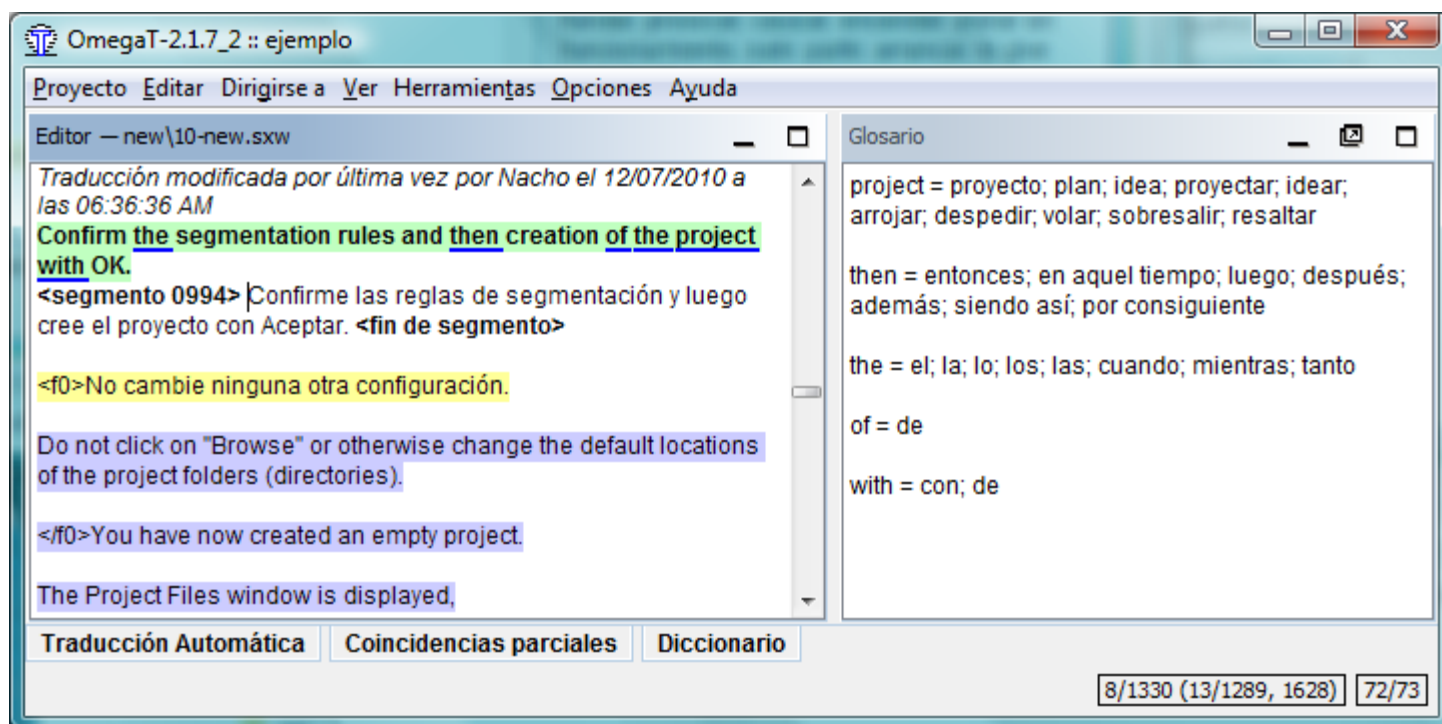 OmegaT-2.1.7_2 :: ejemplo
Proyecto Editar Dirigirse a Ver Herramientas Opciones Ayuda
Editor — new\10-new.sxw
Traducción modificada por última vez por Nacho el 12/07/2010 a
las 06:36:36 AM
Confirm the segmentation rules and then creation of the project
with OK.
<segmento 0994> Confirme las reglas de segmentación y luego
cree el proyecto con Aceptar. <fin de segmento>
<f0>No cambie ninguna otra configuración.
Do not click on "Browse" or otherwise change the default locations
of the project folders (directories).
</f0>You have now created an empty project.
The Project Files window is displayed,
Glosario
project = proyecto; plan; idea; proyectar; idear;
arrojar; despedir; volar; sobresalir; resaltar
then = entonces; en aquel tiempo; luego; después;
además; siendo así; por consiguiente
the = el; la; lo; los; las; cuando; mientras; tanto
of = de
with = con; de
Traducción Automática Coincidencias parciales Diccionario
8/1330 (13/1289, 1628) 72/73